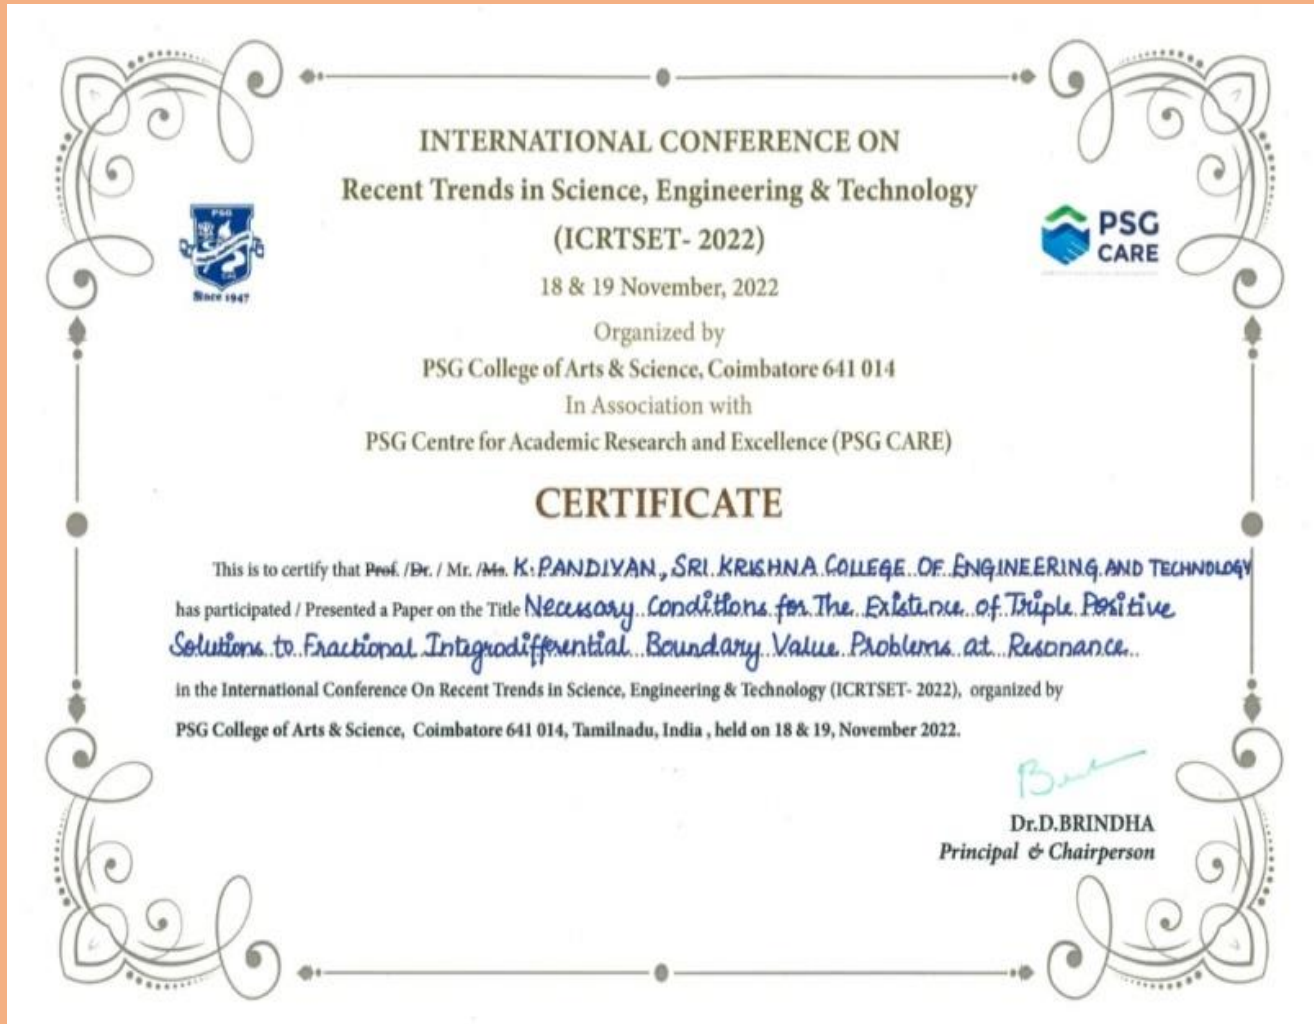 INTERNATIONAL CONFERENCE ON
Recent Trends in Science, Engineering & Technology
(ICRTSET- 2022)
PSG
Since 1947
PSG
CARE
18 & 19 November, 2022
Organized by
PSG College of Arts & Science, Coimbatore 641 014
In Association with
PSG Centre for Academic Research and Excellence (PSG CARE)
CERTIFICATE
This is to certify that Prof. /Dr. / Mr. /Ms. K. PANDIYAN, SRI KRISHNA COLLEGE OF ENGINEERING AND TECHNOLOGY
has participated / Presented a Paper on the Title Necessary Conditions for The Existence of Triple Positive
Solutions to Fractional Integrodifferential Boundary Value Problems at Resonance
in the International Conference On Recent Trends in Science, Engineering & Technology (ICRTSET- 2022), organized by
PSG College of Arts & Science, Coimbatore 641 014, Tamilnadu, India , held on 18 & 19, November 2022.
Dr.D.BRINDHA
Principal & Chairperson